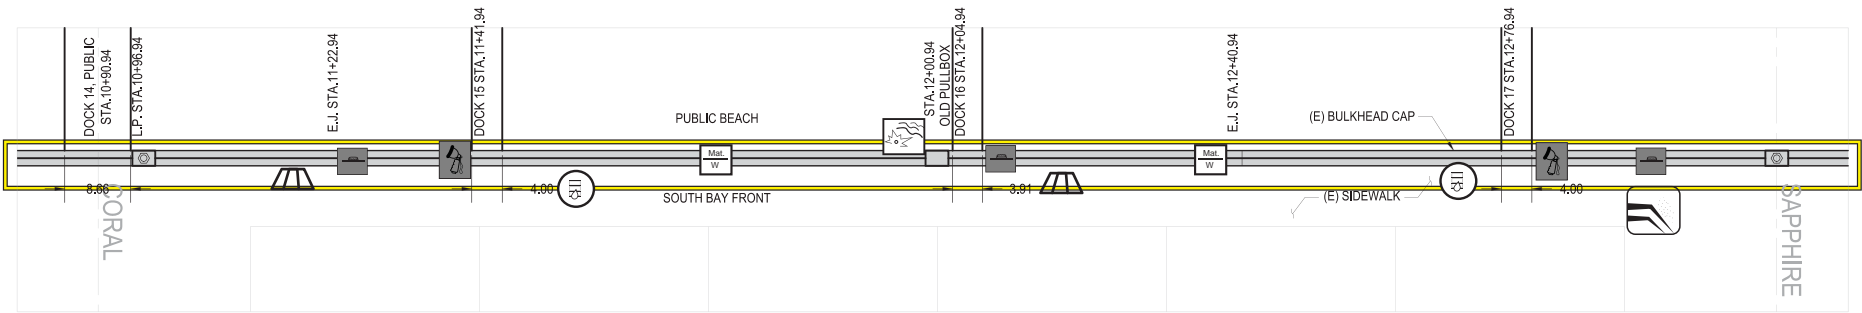 DOCK 14, PUBLIC
STA.10+90.94
L.P. STA.10+96.94
E.J. STA.11+22.94
DOCK 15 STA.11+41.94
PUBLIC BEACH
STA.12+00.94
OLD PULLBOX
DOCK 16 STA.12+04.94
E.J. STA.12+40.94
(E) BULKHEAD CAP
DOCK 17 STA.12+76.94
Mat.
W
Mat.
W
8.66
4.00
SOUTH BAY FRONT
3.91
(E) SIDEWALK
4.00
CORAL
SAPPHIRE